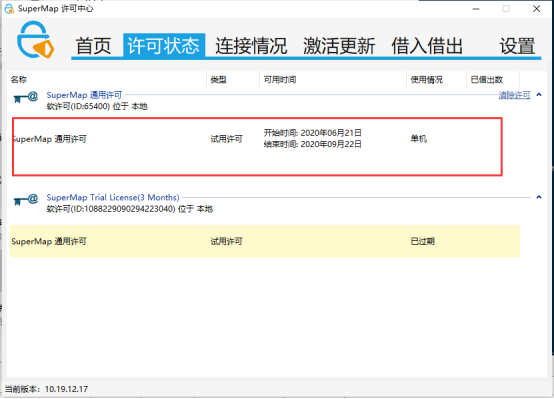 SuperMap 许可中心
首页 许可状态 连接情况 激活更新 借入借出 设置
名称 类型 可用时间 使用情况 已借出数
SuperMap 通用许可 清除许可
软许可(ID:65400) 位于 本地
SuperMap 通用许可 试用许可 开始时间: 2020年06月21日 单机
结束时间: 2020年09月22日
SuperMap Trial License(3 Months)
软许可(ID:1088229090294223040) 位于 本地
SuperMap 通用许可 试用许可 已过期
当前版本: 10.19.12.17